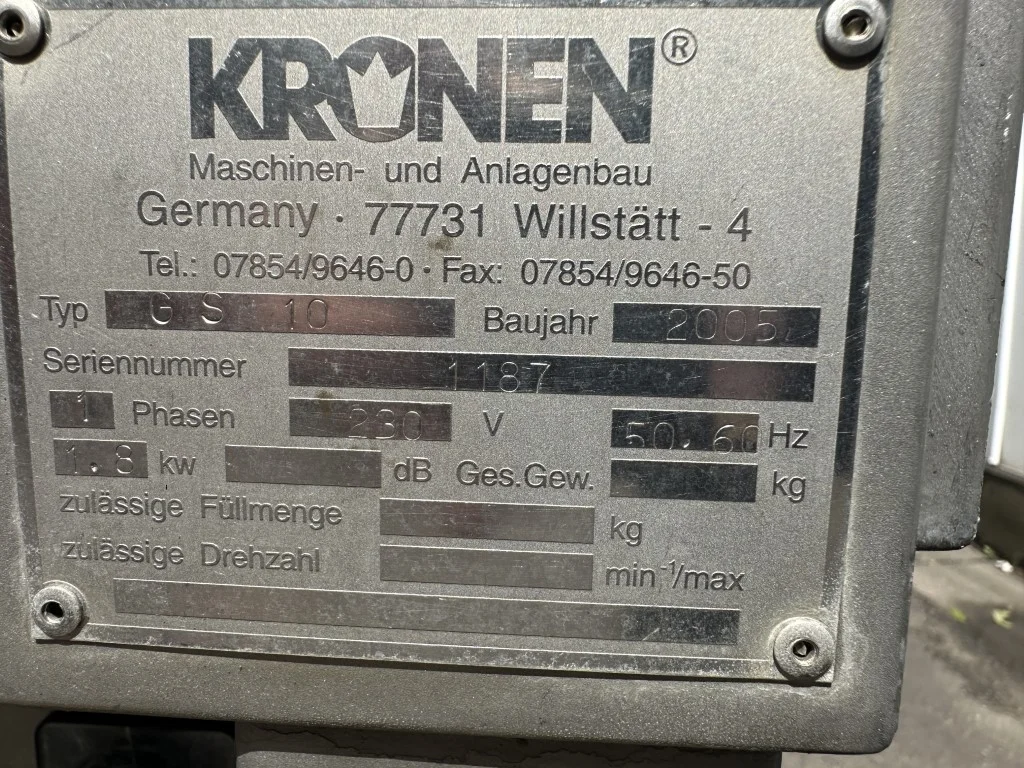 KRONEN®
Maschinen- und Anlagenbau
Germany · 77731 Willstätt - 4
Tel.: 07854/9646-0 · Fax: 07854/9646-50
Typ GS 10 Baujahr 2005
Seriennummer 1187
1 Phasen 230 V 50.60 Hz
1.8 kw dB Ges.Gew. kg
zulässige Füllmenge kg
zulässige Drehzahl min-1/max